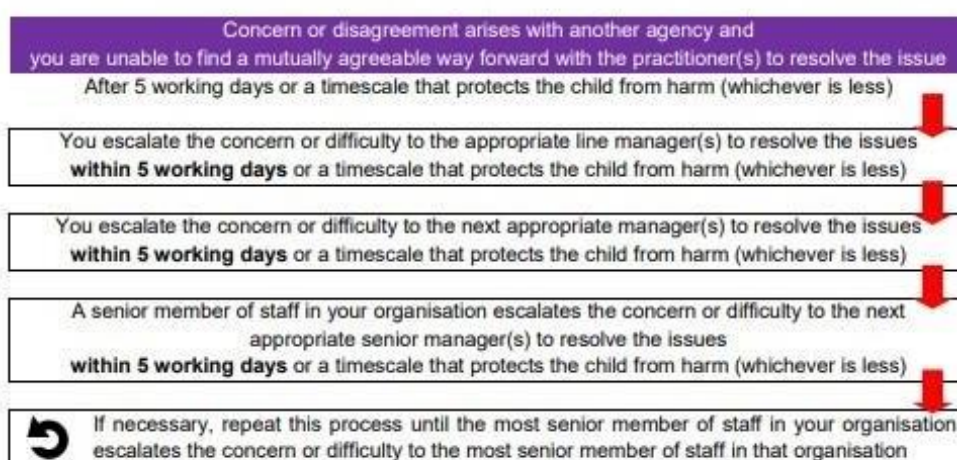 Concern or disagreement arises with another agency and
you are unable to find a mutually agreeable way forward with the practitioner(s) to resolve the issue
After 5 working days or a timescale that protects the child from harm (whichever is less)
You escalate the concern or difficulty to the appropriate line manager(s) to resolve the issues
within 5 working days or a timescale that protects the child from harm (whichever is less)
You escalate the concern or difficulty to the next appropriate manager(s) to resolve the issues
within 5 working days or a timescale that protects the child from harm (whichever is less)
A senior member of staff in your organisation escalates the concern or difficulty to the next
appropriate senior manager(s) to resolve the issues
within 5 working days or a timescale that protects the child from harm (whichever is less)
If necessary, repeat this process until the most senior member of staff in your organisation
escalates the concern or difficulty to the most senior member of staff in that organisation